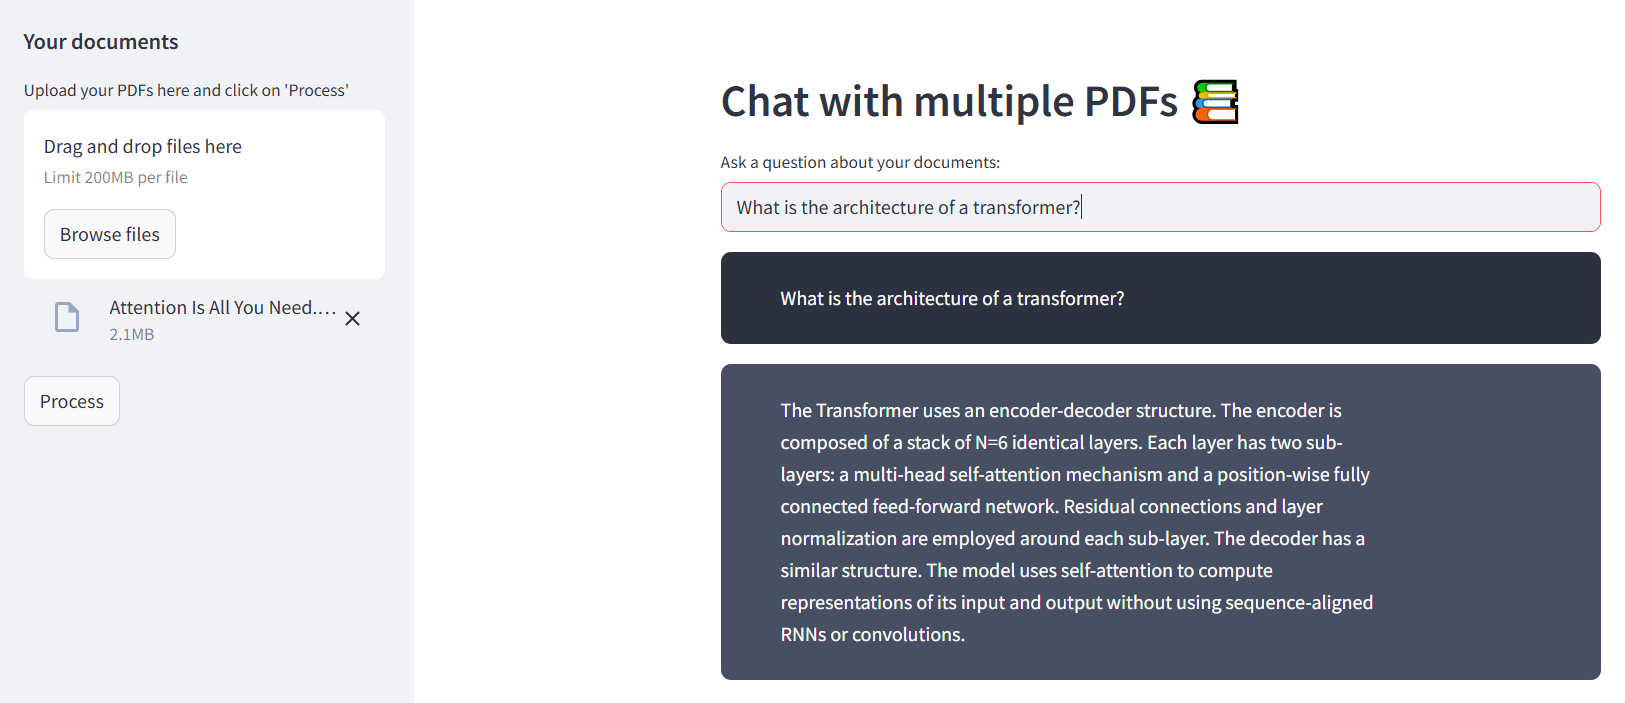 Your documents
Upload your PDFs here and click on 'Process'
Drag and drop files here
Limit 200MB per file
Browse files
Attention Is All You Need....
2.1MB
Process
Chat with multiple PDFs
Ask a question about your documents:
What is the architecture of a transformer?
What is the architecture of a transformer?
The Transformer uses an encoder-decoder structure. The encoder is
composed of a stack of N=6 identical layers. Each layer has two sub-
layers: a multi-head self-attention mechanism and a position-wise fully
connected feed-forward network. Residual connections and layer
normalization are employed around each sub-layer. The decoder has a
similar structure. The model uses self-attention to compute
representations of its input and output without using sequence-aligned
RNNs or convolutions.